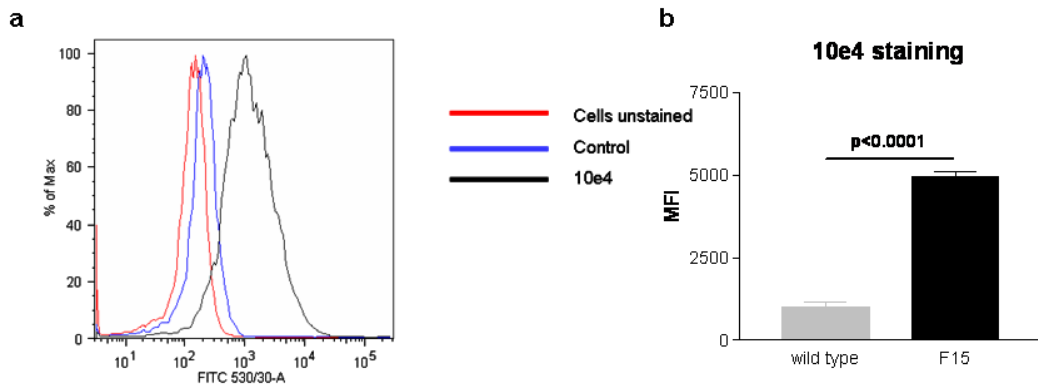 a
100
80
60
40
20
0
% of Max
10¹ 10² 10³ 10⁴ 10⁵
FITC 530/30-A
Cells unstained
Control
10e4
b
10e4 staining
7500
5000
2500
0
MFI
p<0.0001
wild type F15